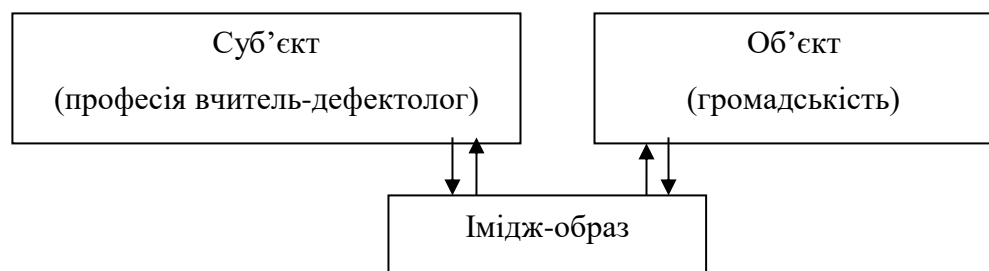 Суб’єкт
(професія вчитель-дефектолог)
Об’єкт
(громадськість)
Імідж-образ